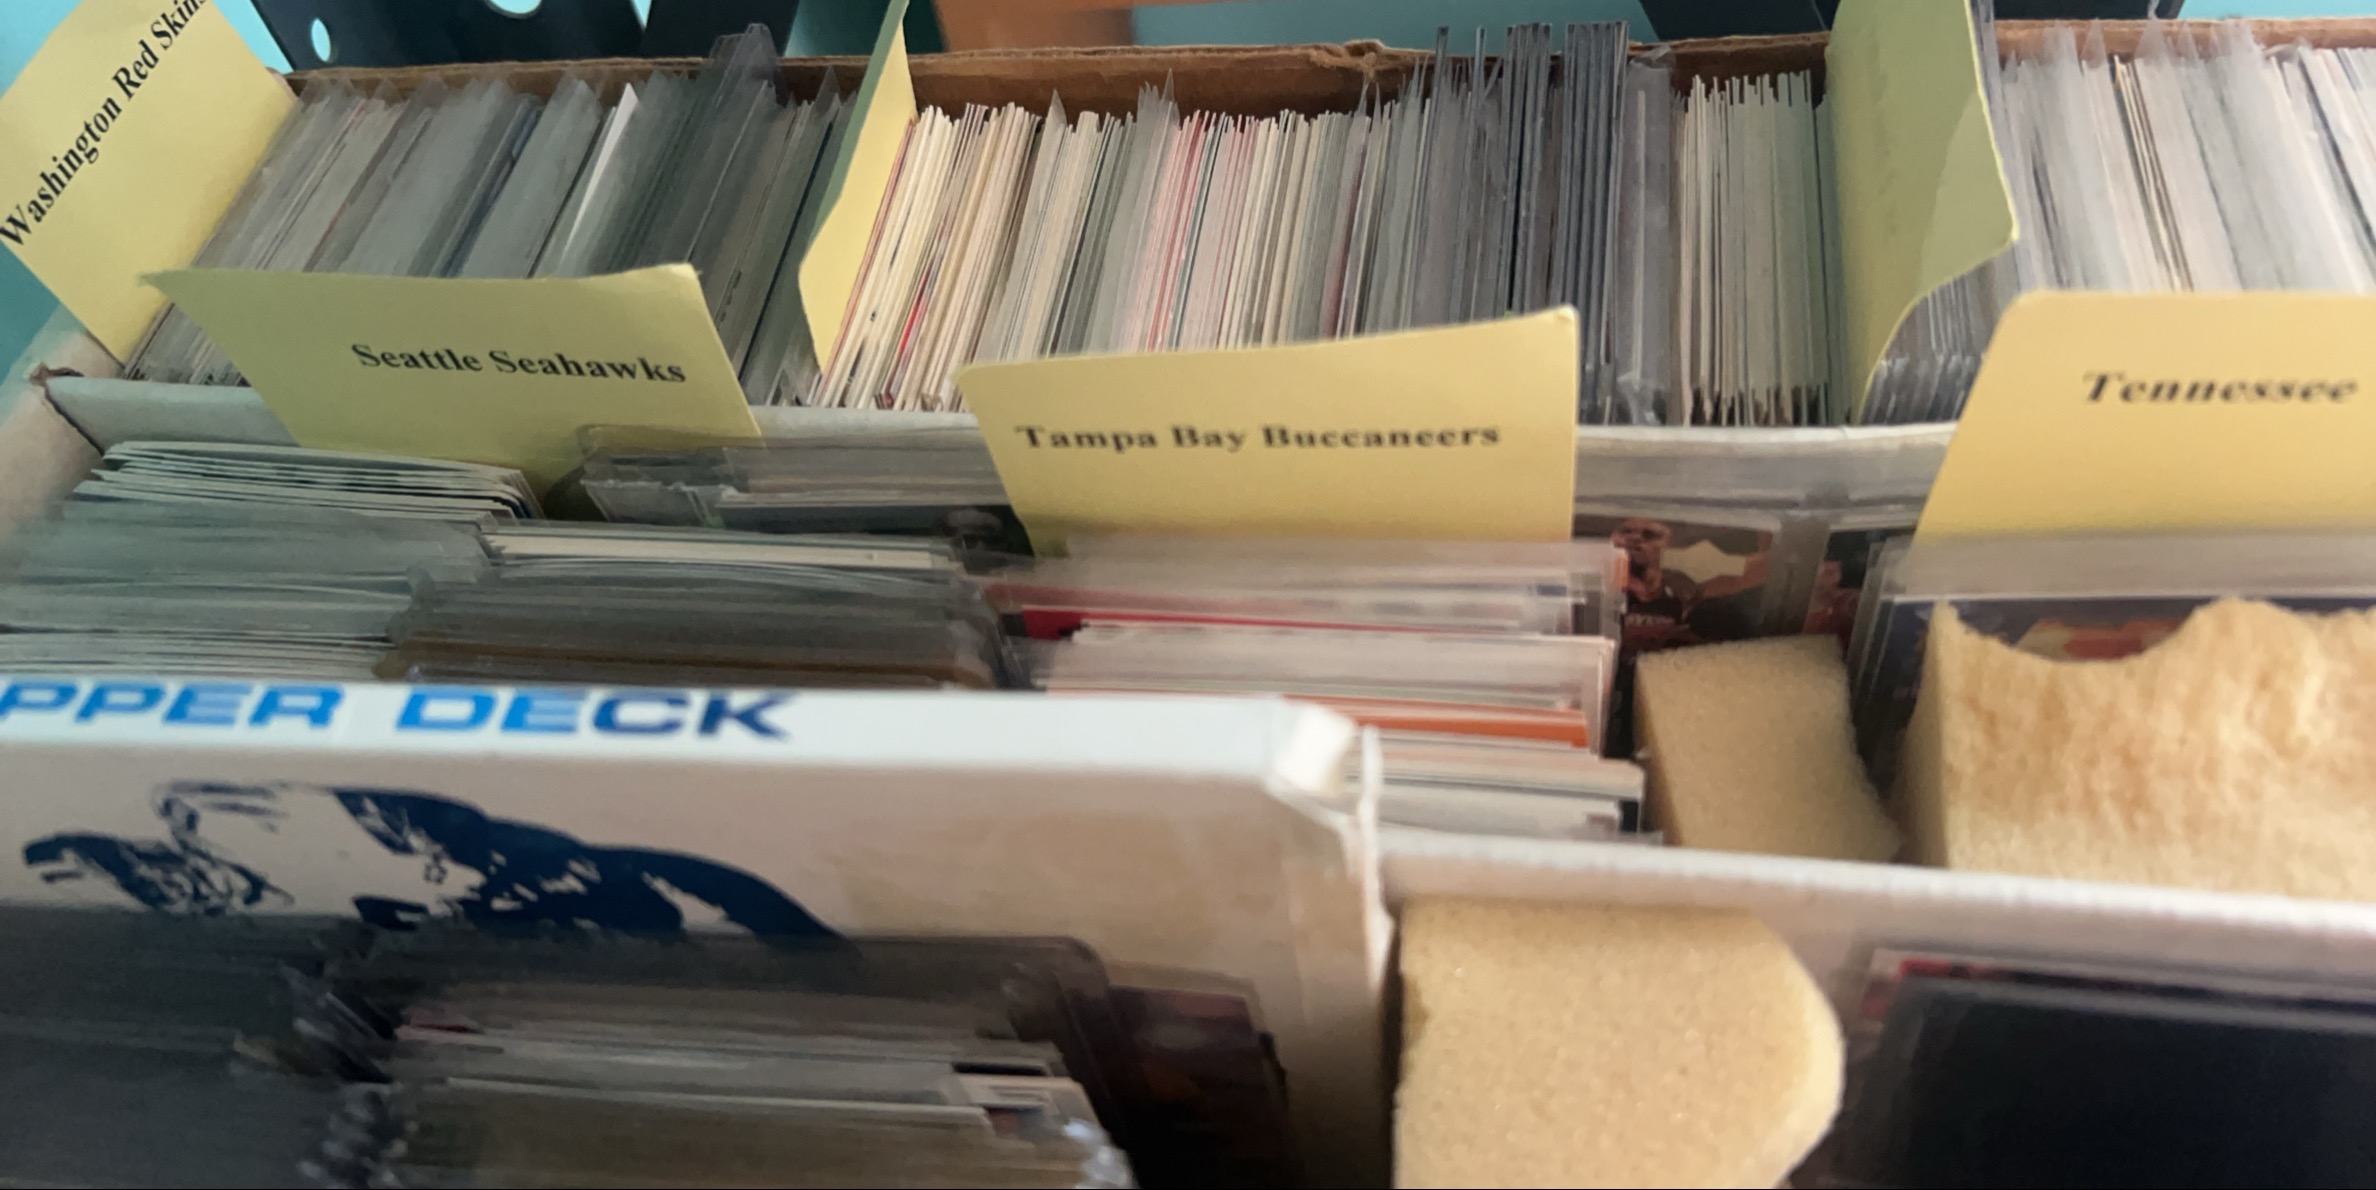 Washington Red Skins
Seattle Seahawks
Tampa Bay Buccaneers
Tennessee
PPER DECK